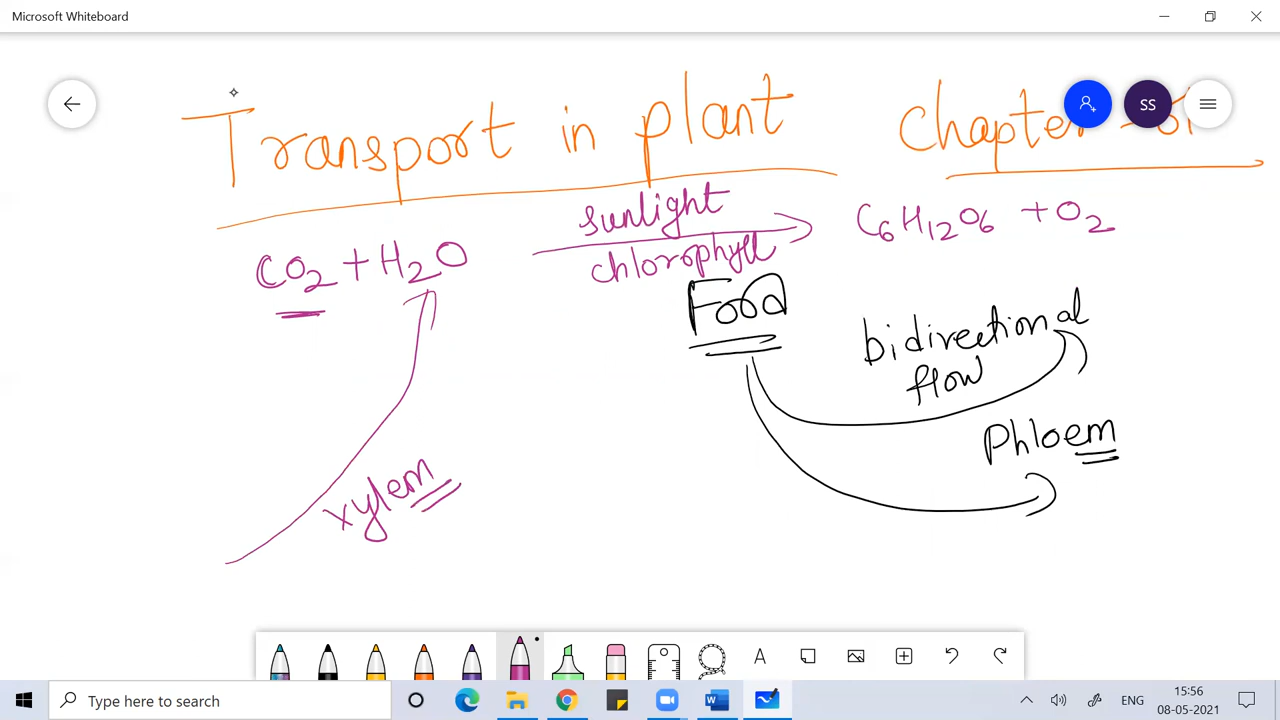 Microsoft Whiteboard
Transport in plant
Chapter
SS
sunlight
CO2 + H2O
C6H12O6 + O2
chlorophyll
Food
bidirectional
flow
Phloem
xylem
A
Type here to search
W
ENG
15:56
08-05-2021